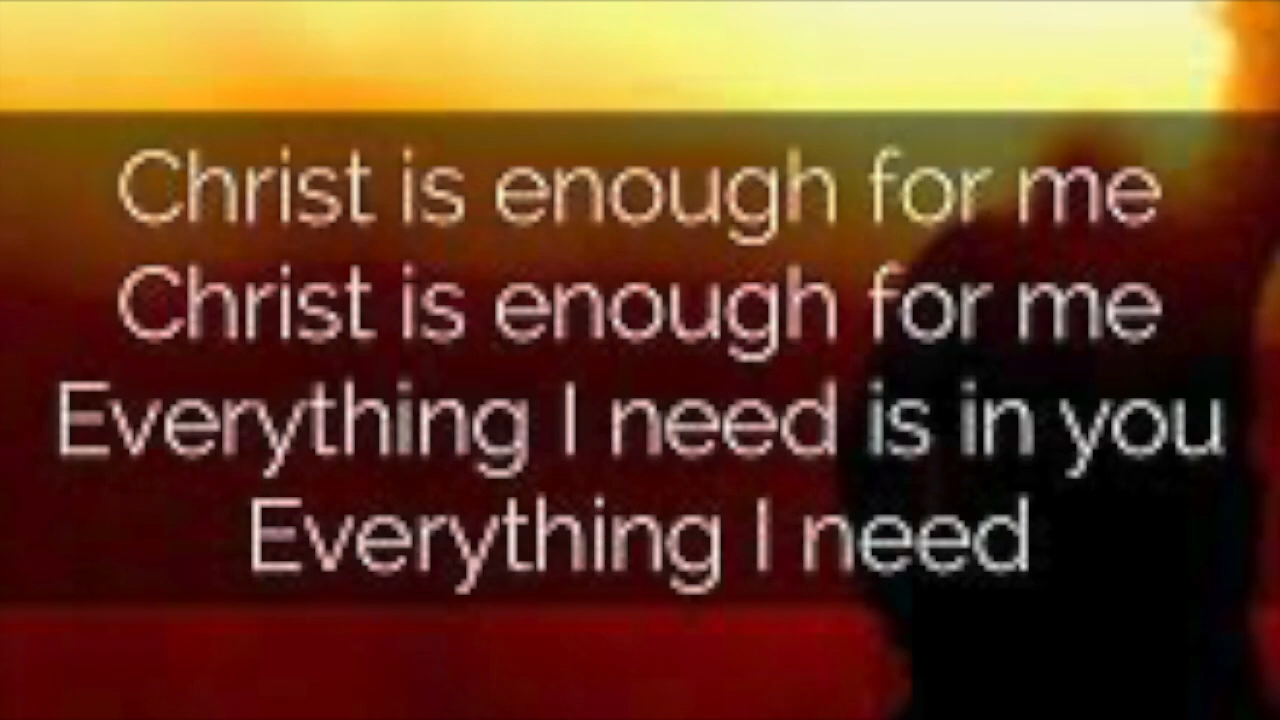 Christ is enough for me
Christ is enough for me
Everything I need is in you
Everything I need